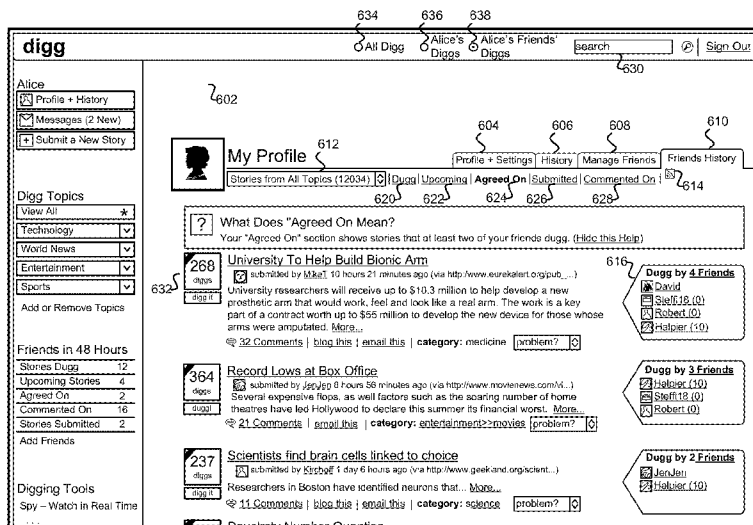 634 636 638
digg All Digg Alice's Diggs Alice's Friends' Diggs search Sign Out
630
Alice
Profile + History
Messages (2 New)
Submit a New Story
602
612 604 606 608 610
My Profile Profile + Settings History Manage Friends Friends History
Stories from All Topics (12034) Dugg | Upcoming | Agreed On | Submitted | Commented On | 614
620 622 624 626 628
Digg Topics
View All *
Technology
World News
Entertainment
Sports
Add or Remove Topics
? What Does "Agreed On Mean?
Your "Agreed On" section shows stories that at least two of your friends dugg. (Hide this Help)
632
268 diggs digg it
University To Help Build Bionic Arm
submitted by MikeT 10 hours 21 minutes ago (via http://www.eurekalert.org/pub_...)
University researchers will receive up to $10.3 million to help develop a new
prosthetic arm that would work, feel and look like a real arm. The work is a key
part of a contract worth up to $55 million to develop the new device for those whose
arms were amputated. More...
32 Comments | blog this | email this | category: medicine problem?
616
Dugg by 4 Friends
David
Steffi18 (0)
Robert (0)
Halpier (10)
Friends in 48 Hours
Stories Dugg 12
Upcoming Stories 4
Agreed On 2
Commented On 16
Stories Submitted 2
Add Friends
364 diggs dugg!
Record Lows at Box Office
submitted by JenJen 8 hours 56 minutes ago (via http://www.movienews.com/vi...)
Several expensive flops, as well factors such as the soaring number of home
theatres have led Hollywood to declare this summer its financial worst. More...
21 Comments | email this | category: entertainment>>movies problem?
Dugg by 3 Friends
Halpier (10)
Steffi18 (0)
Robert (0)
237 diggs digg it
Scientists find brain cells linked to choice
submitted by Kirchoff 1 day 6 hours ago (via http://www.geekland.org/scient...)
Researchers in Boston have identified neurons that... More...
11 Comments | blog this | email this | category: science problem?
Dugg by 2 Friends
JenJen
Halpier (10)
Digging Tools
Spy – Watch in Real Time